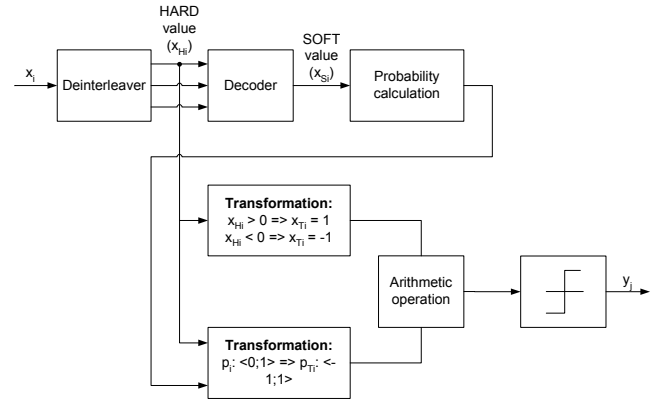 HARD
value
(x_Hi)
SOFT
value
(x_Si)
x_i
Deinterleaver
Decoder
Probability
calculation
Transformation:
x_Hi > 0 => x_Ti = 1
x_Hi < 0 => x_Ti = -1
Arithmetic
operation
y_j
Transformation:
p_i: <0;1> => p_Ti: <-
1;1>